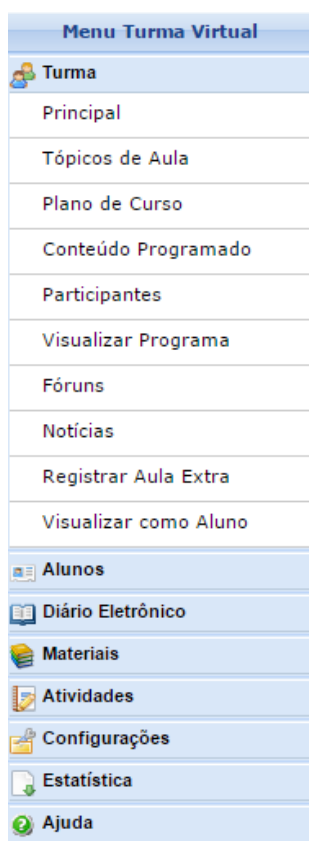 Menu Turma Virtual
Turma
Principal
Tópicos de Aula
Plano de Curso
Conteúdo Programado
Participantes
Visualizar Programa
Fóruns
Notícias
Registrar Aula Extra
Visualizar como Aluno
Alunos
Diário Eletrônico
Materiais
Atividades
Configurações
Estatística
Ajuda